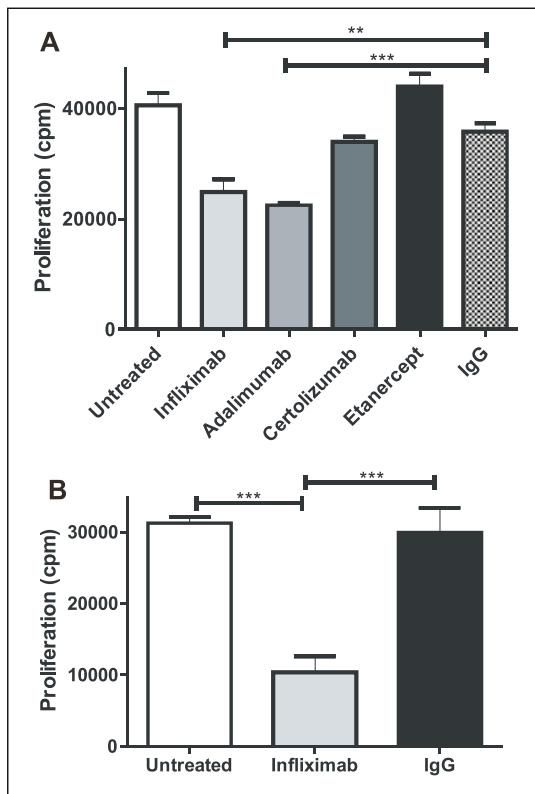 A
**
***
Proliferation (cpm)
40000
20000
0
Untreated
Infliximab
Adalimumab
Certolizumab
Etanercept
IgG
B
***
***
Proliferation (cpm)
30000
20000
10000
0
Untreated
Infliximab
IgG